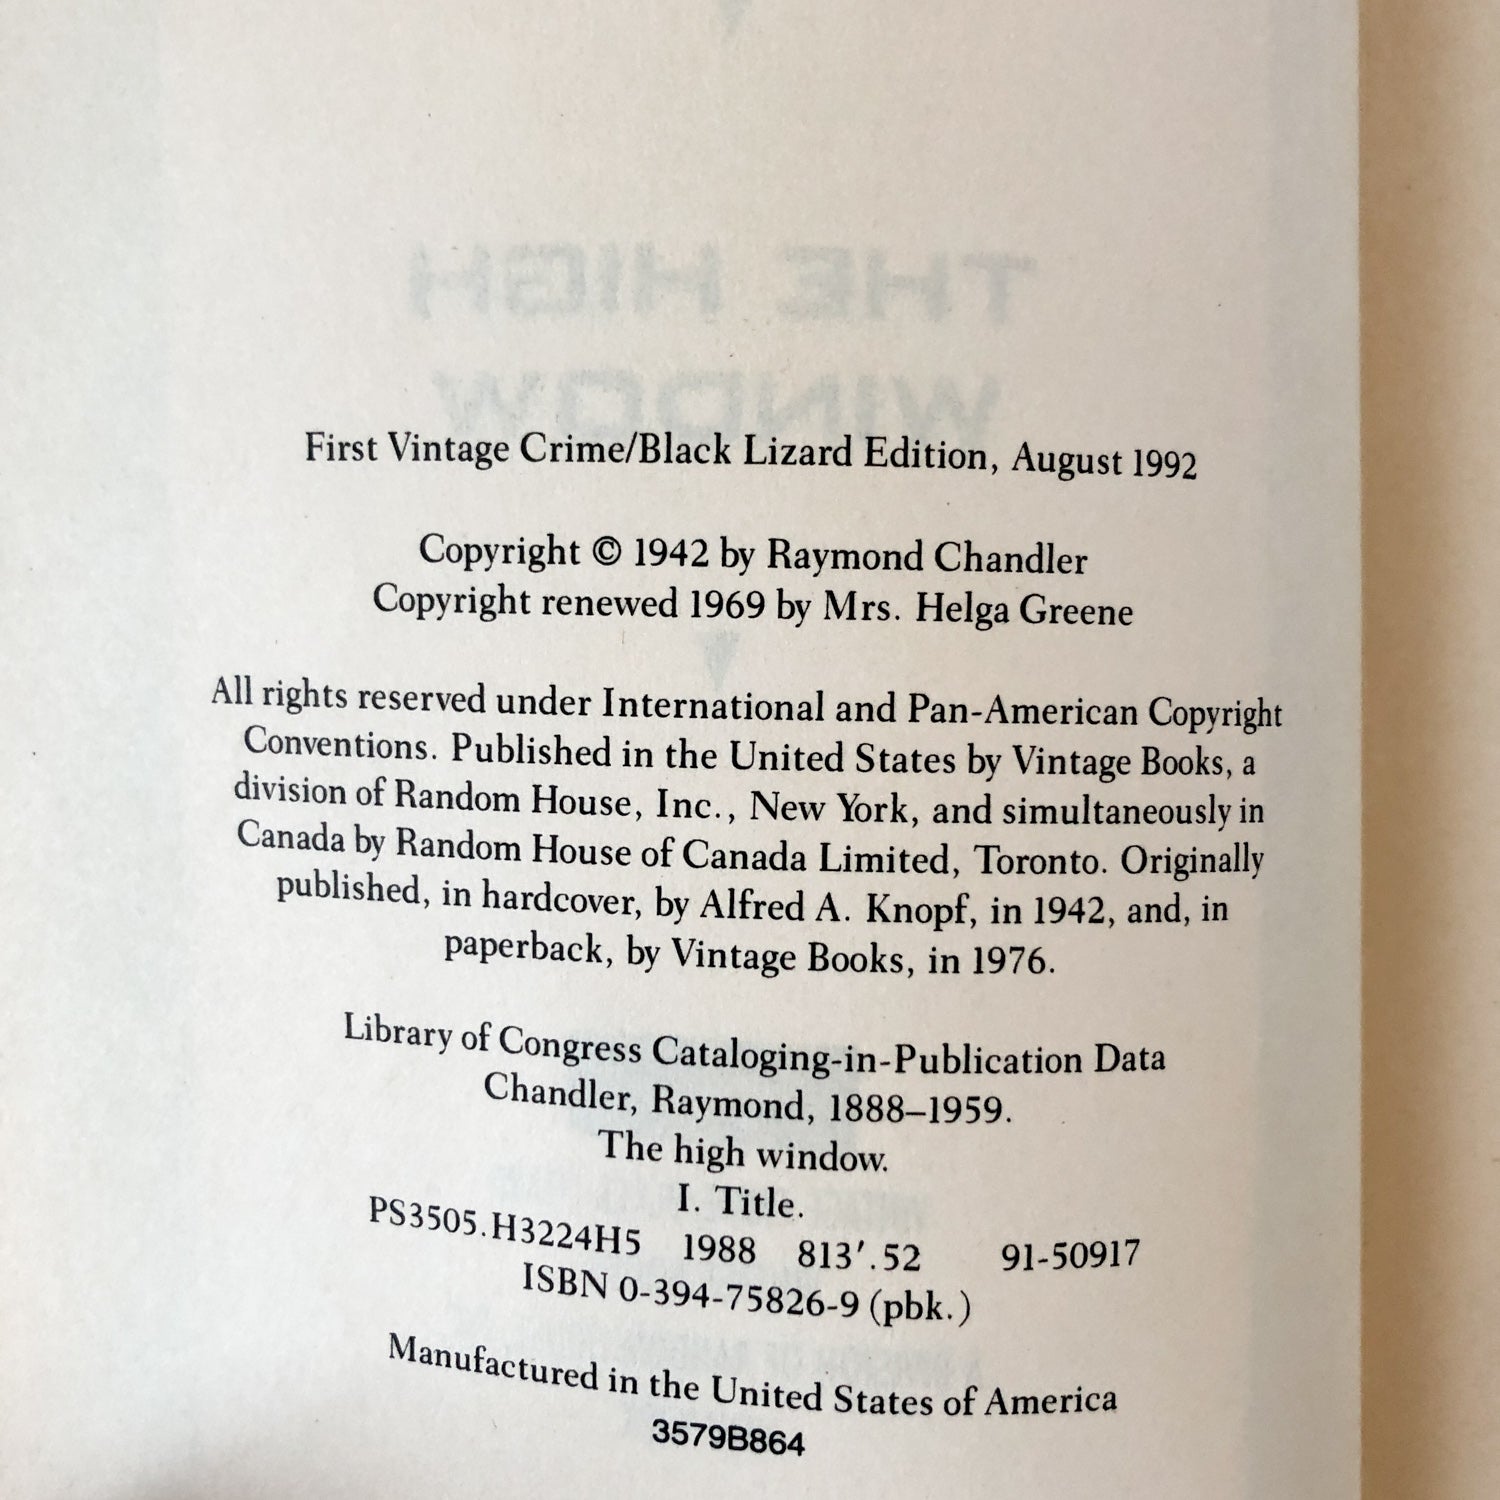 THE HIGH
WINDOW
First Vintage Crime/Black Lizard Edition, August 1992
Copyright © 1942 by Raymond Chandler
Copyright renewed 1969 by Mrs. Helga Greene
All rights reserved under International and Pan-American Copyright
Conventions. Published in the United States by Vintage Books, a
division of Random House, Inc., New York, and simultaneously in
Canada by Random House of Canada Limited, Toronto. Originally
published, in hardcover, by Alfred A. Knopf, in 1942, and, in
paperback, by Vintage Books, in 1976.
Library of Congress Cataloging-in-Publication Data
Chandler, Raymond, 1888–1959.
The high window.
I. Title.
PS3505.H3224H5 1988 813′.52 91-50917
ISBN 0-394-75826-9 (pbk.)
Manufactured in the United States of America
3579B864